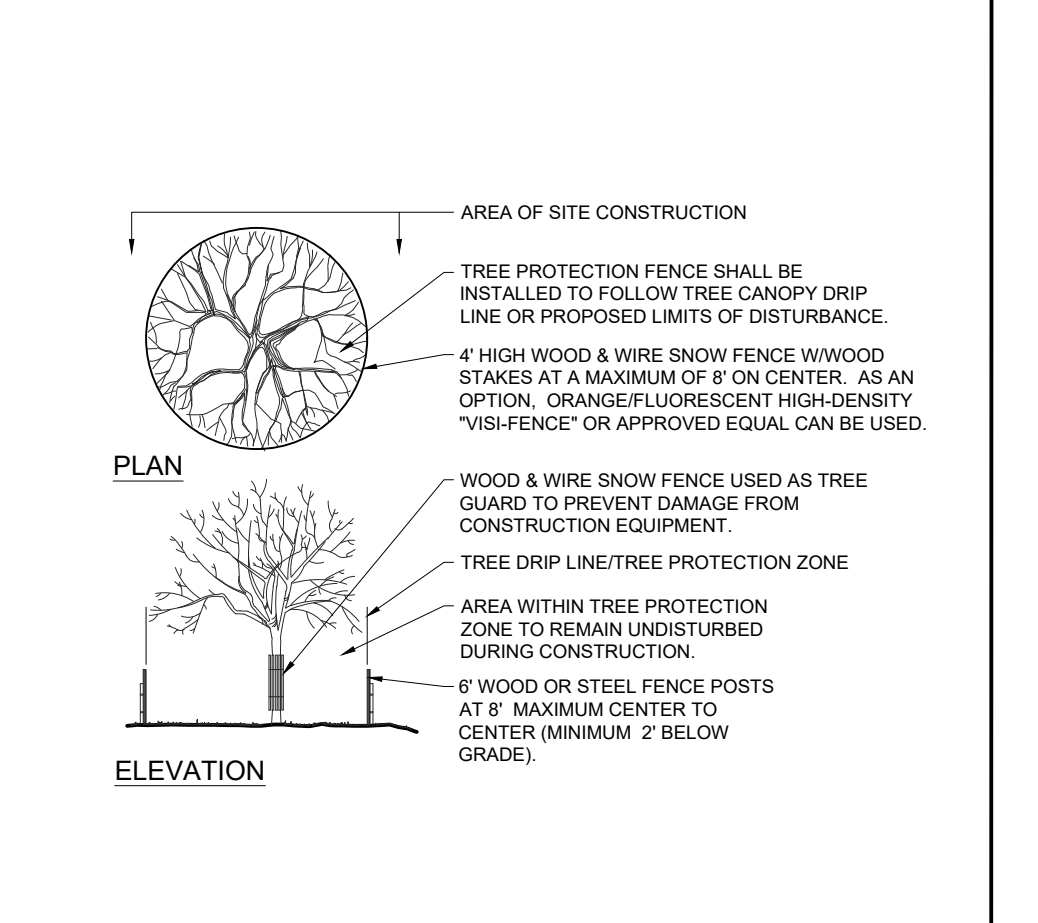 AREA OF SITE CONSTRUCTION
TREE PROTECTION FENCE SHALL BE
INSTALLED TO FOLLOW TREE CANOPY DRIP
LINE OR PROPOSED LIMITS OF DISTURBANCE.
4' HIGH WOOD & WIRE SNOW FENCE W/WOOD
STAKES AT A MAXIMUM OF 8' ON CENTER. AS AN
OPTION, ORANGE/FLUORESCENT HIGH-DENSITY
"VISI-FENCE" OR APPROVED EQUAL CAN BE USED.
PLAN
WOOD & WIRE SNOW FENCE USED AS TREE
GUARD TO PREVENT DAMAGE FROM
CONSTRUCTION EQUIPMENT.
TREE DRIP LINE/TREE PROTECTION ZONE
AREA WITHIN TREE PROTECTION
ZONE TO REMAIN UNDISTURBED
DURING CONSTRUCTION.
6' WOOD OR STEEL FENCE POSTS
AT 8' MAXIMUM CENTER TO
CENTER (MINIMUM 2' BELOW
GRADE).
ELEVATION